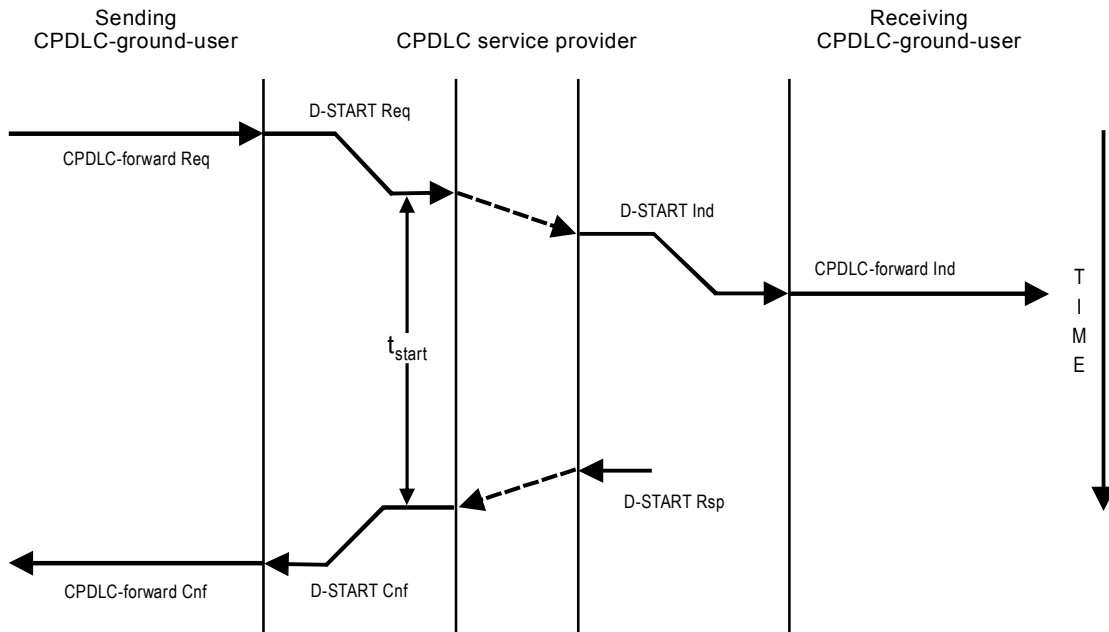 Sending
CPDLC-ground-user
CPDLC service provider
Receiving
CPDLC-ground-user
D-START Req
CPDLC-forward Req
D-START Ind
CPDLC-forward Ind
T
I
M
E
tstart
D-START Rsp
CPDLC-forward Cnf
D-START Cnf